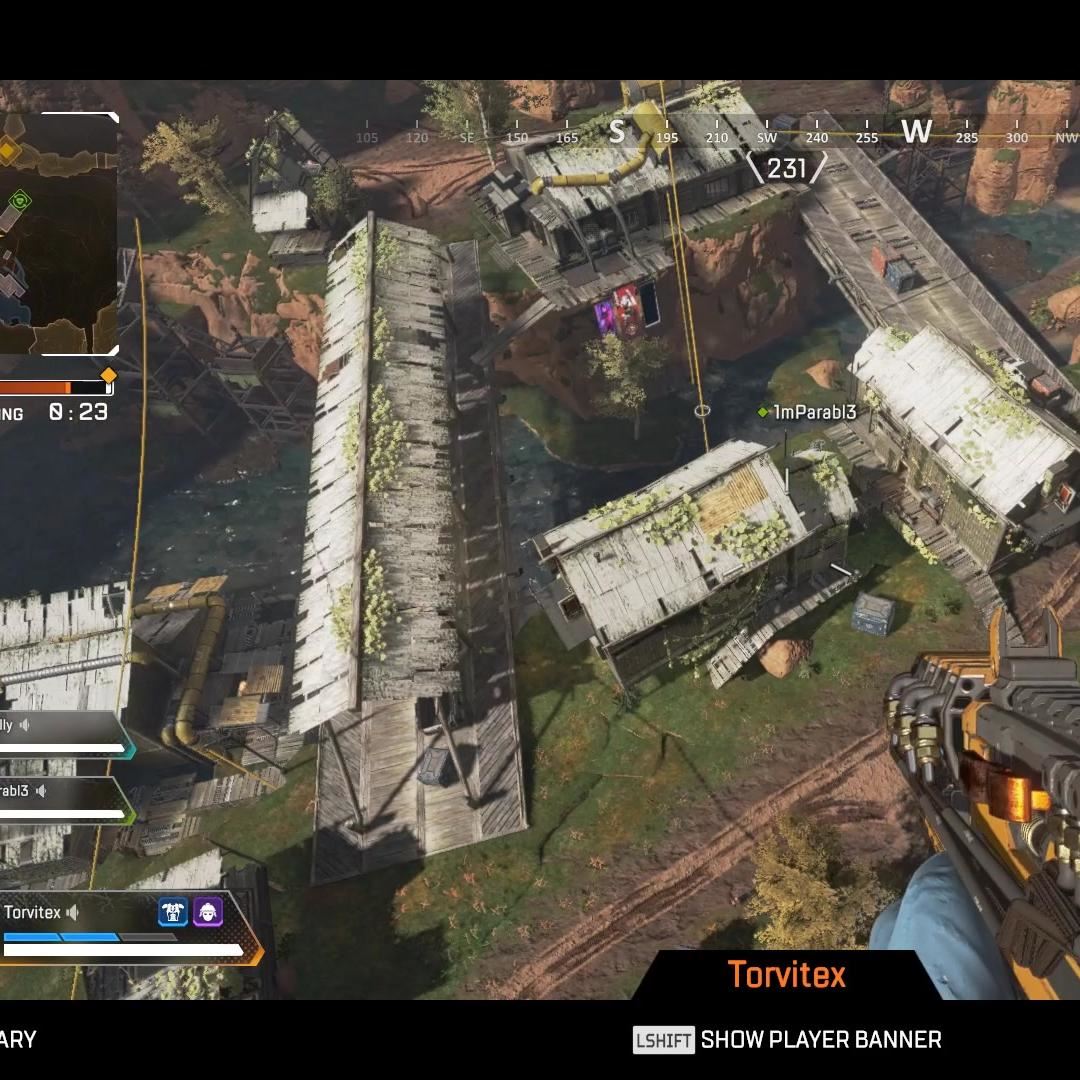 105 120 SE 150 165 S 195 210 SW 240 255 W 285 300 NW
231
ING 0:23
1mParabl3
lly
rabl3
Torvitex
Torvitex
ARY
LSHIFT SHOW PLAYER BANNER